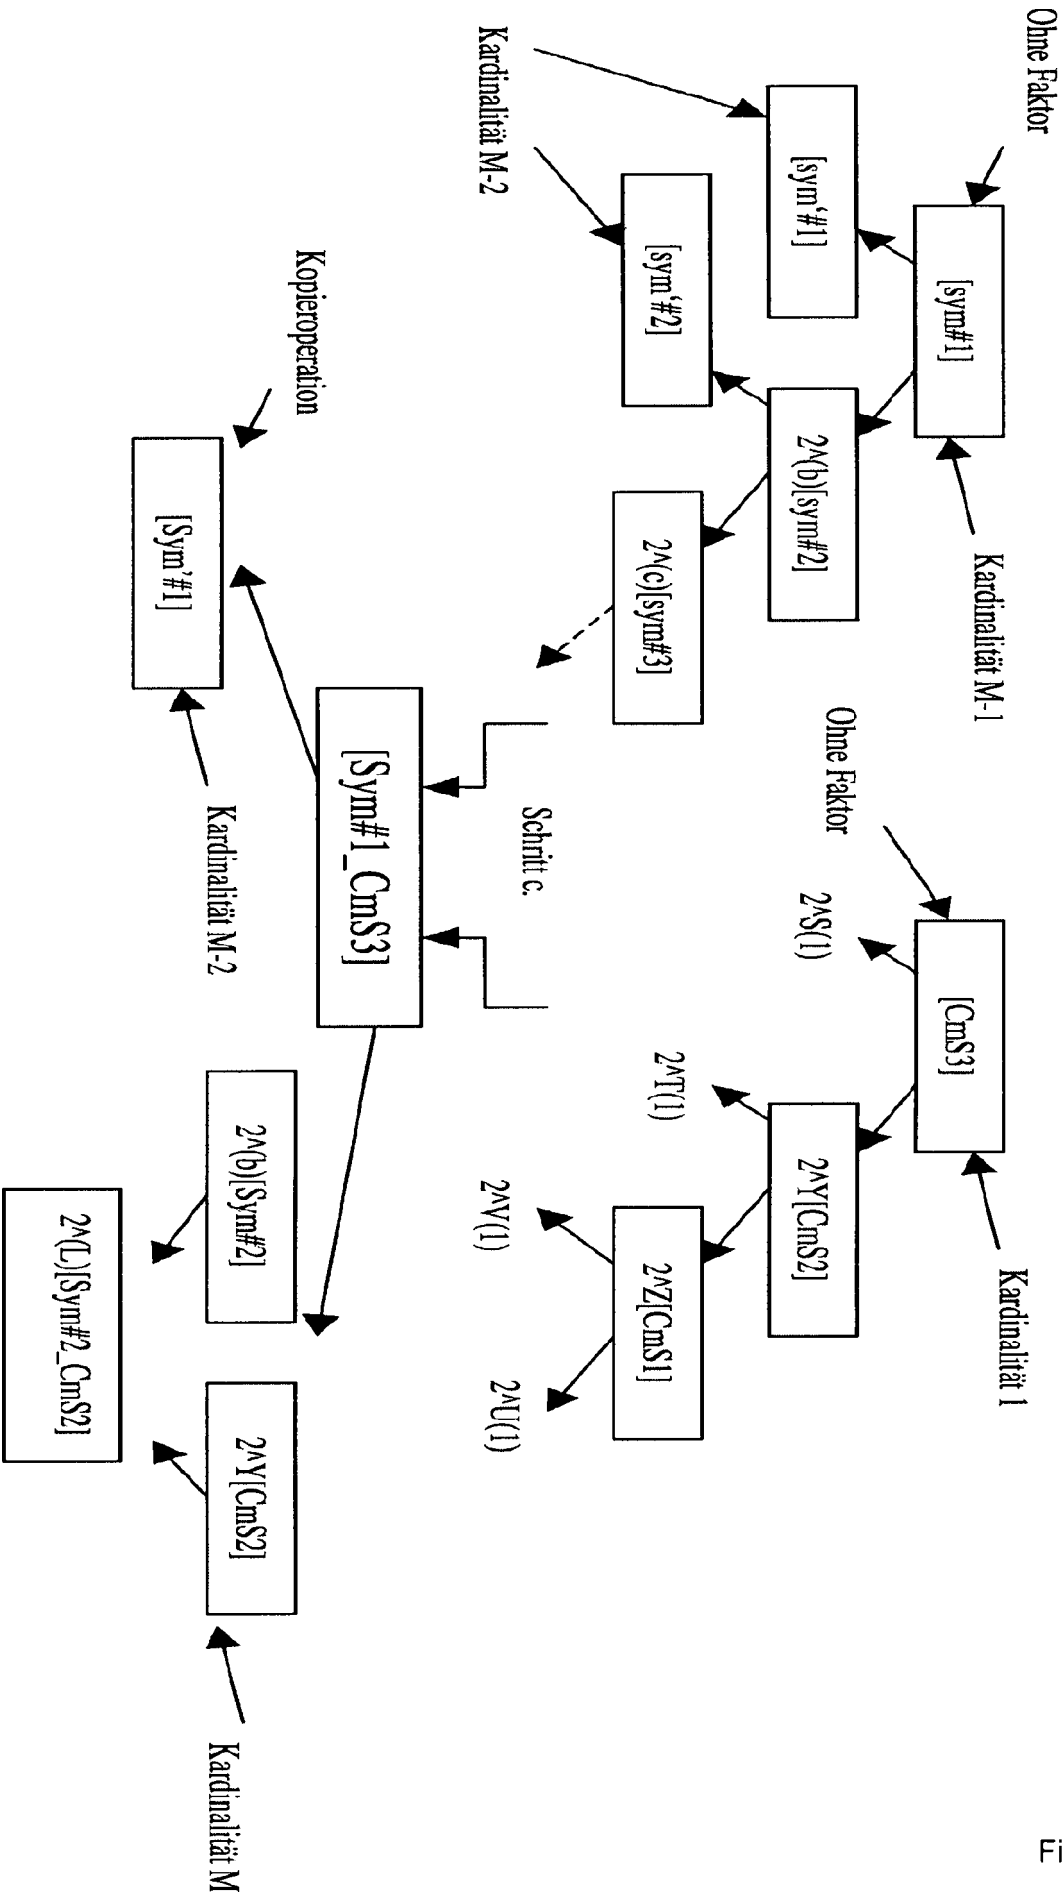 Ohne Faktor
[sym#1]
Kardinalität M-1
[sym‘#1]
2^(b)[sym#2]
[sym‘#2]
2^(c)[sym#3]
Kardinalität M-2
Ohne Faktor
[CmS3]
Kardinalität 1
2^S(1)
2^Y[CmS2]
2^T(1)
2^Z[CmS1]
2^V(1)
2^U(1)
Schritt c.
[Sym#1_CmS3]
Kopieroperation
[Sym’#1]
Kardinalität M-2
2^(b)[Sym#2]
2^Y[CmS2]
Kardinalität M
2^(L)[Sym#2_CmS2]
Fi